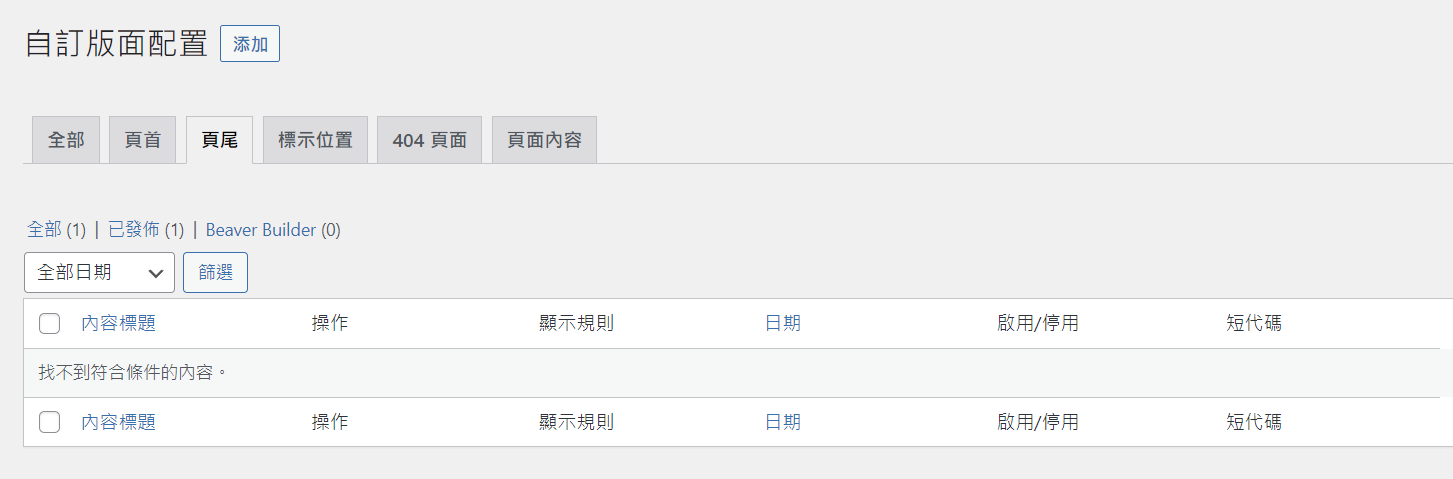 自訂版面配置 添加
全部 頁首 頁尾 標示位置 404 頁面 頁面內容
全部 (1) | 已發佈 (1) | Beaver Builder (0)
全部日期 篩選
內容標題 操作 顯示規則 日期 啟用/停用 短代碼
找不到符合條件的內容。
內容標題 操作 顯示規則 日期 啟用/停用 短代碼